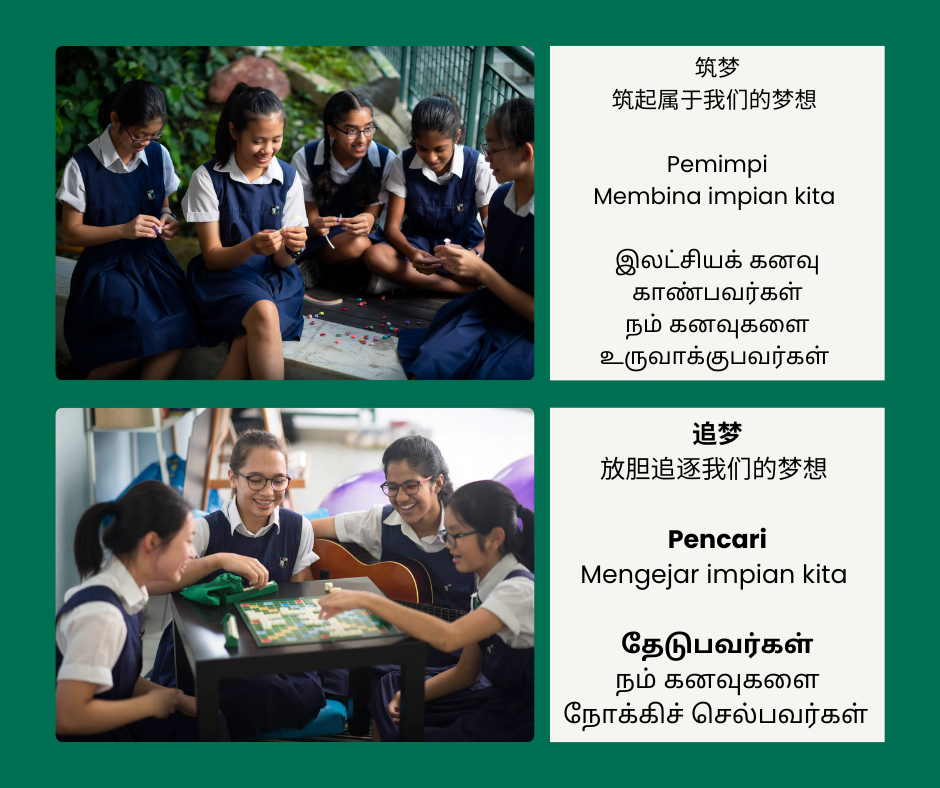 筑梦
筑起属于我们的梦想
Pemimpi
Membina impian kita
இலட்சியக் கனவு
காண்பவர்கள்
நம் கனவுகளை
உருவாக்குபவர்கள்
追梦
放胆追逐我们的梦想
Pencari
Mengejar impian kita
தேடுபவர்கள்
நம் கனவுகளை
நோக்கிச் செல்பவர்கள்